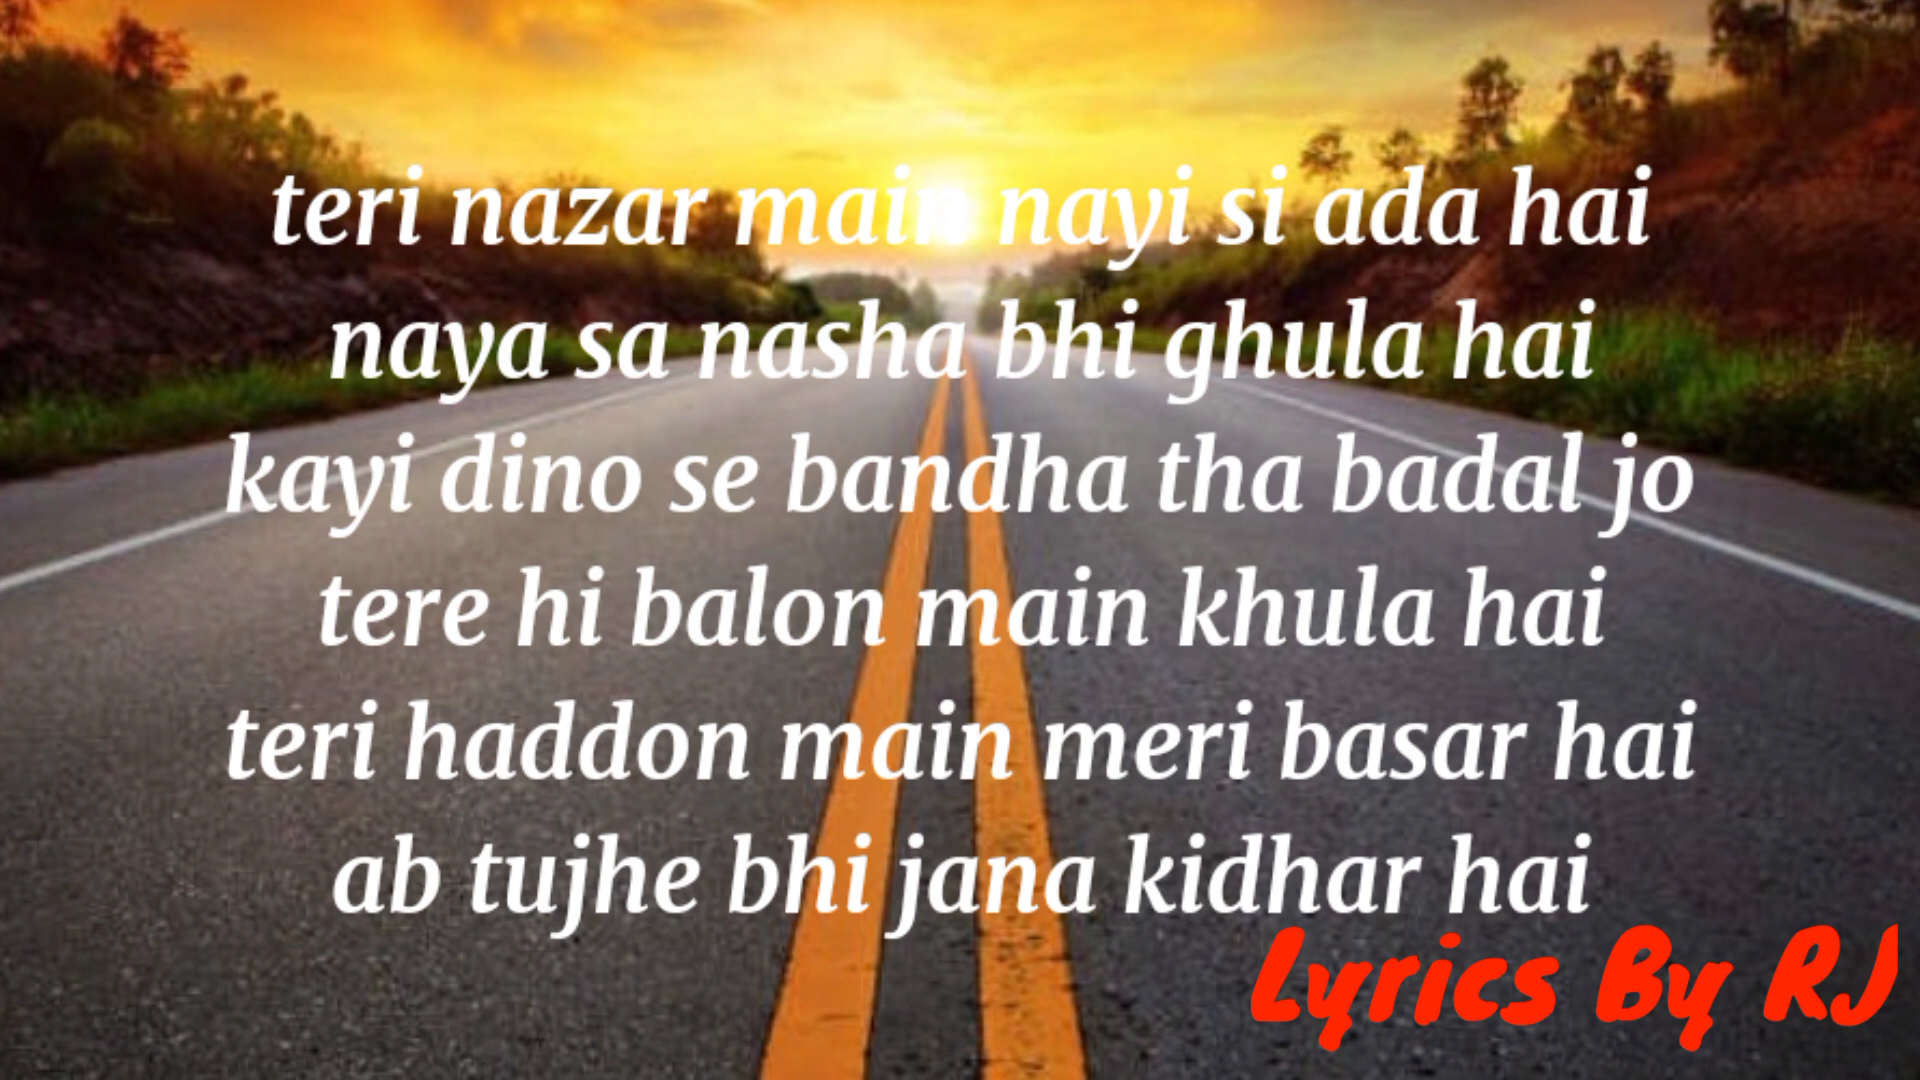 teri nazar main nayi si ada hai
naya sa nasha bhi ghula hai
kayi dino se bandha tha badal jo
tere hi balon main khula hai
teri haddon main meri basar hai
ab tujhe bhi jana kidhar hai
Lyrics By RJ